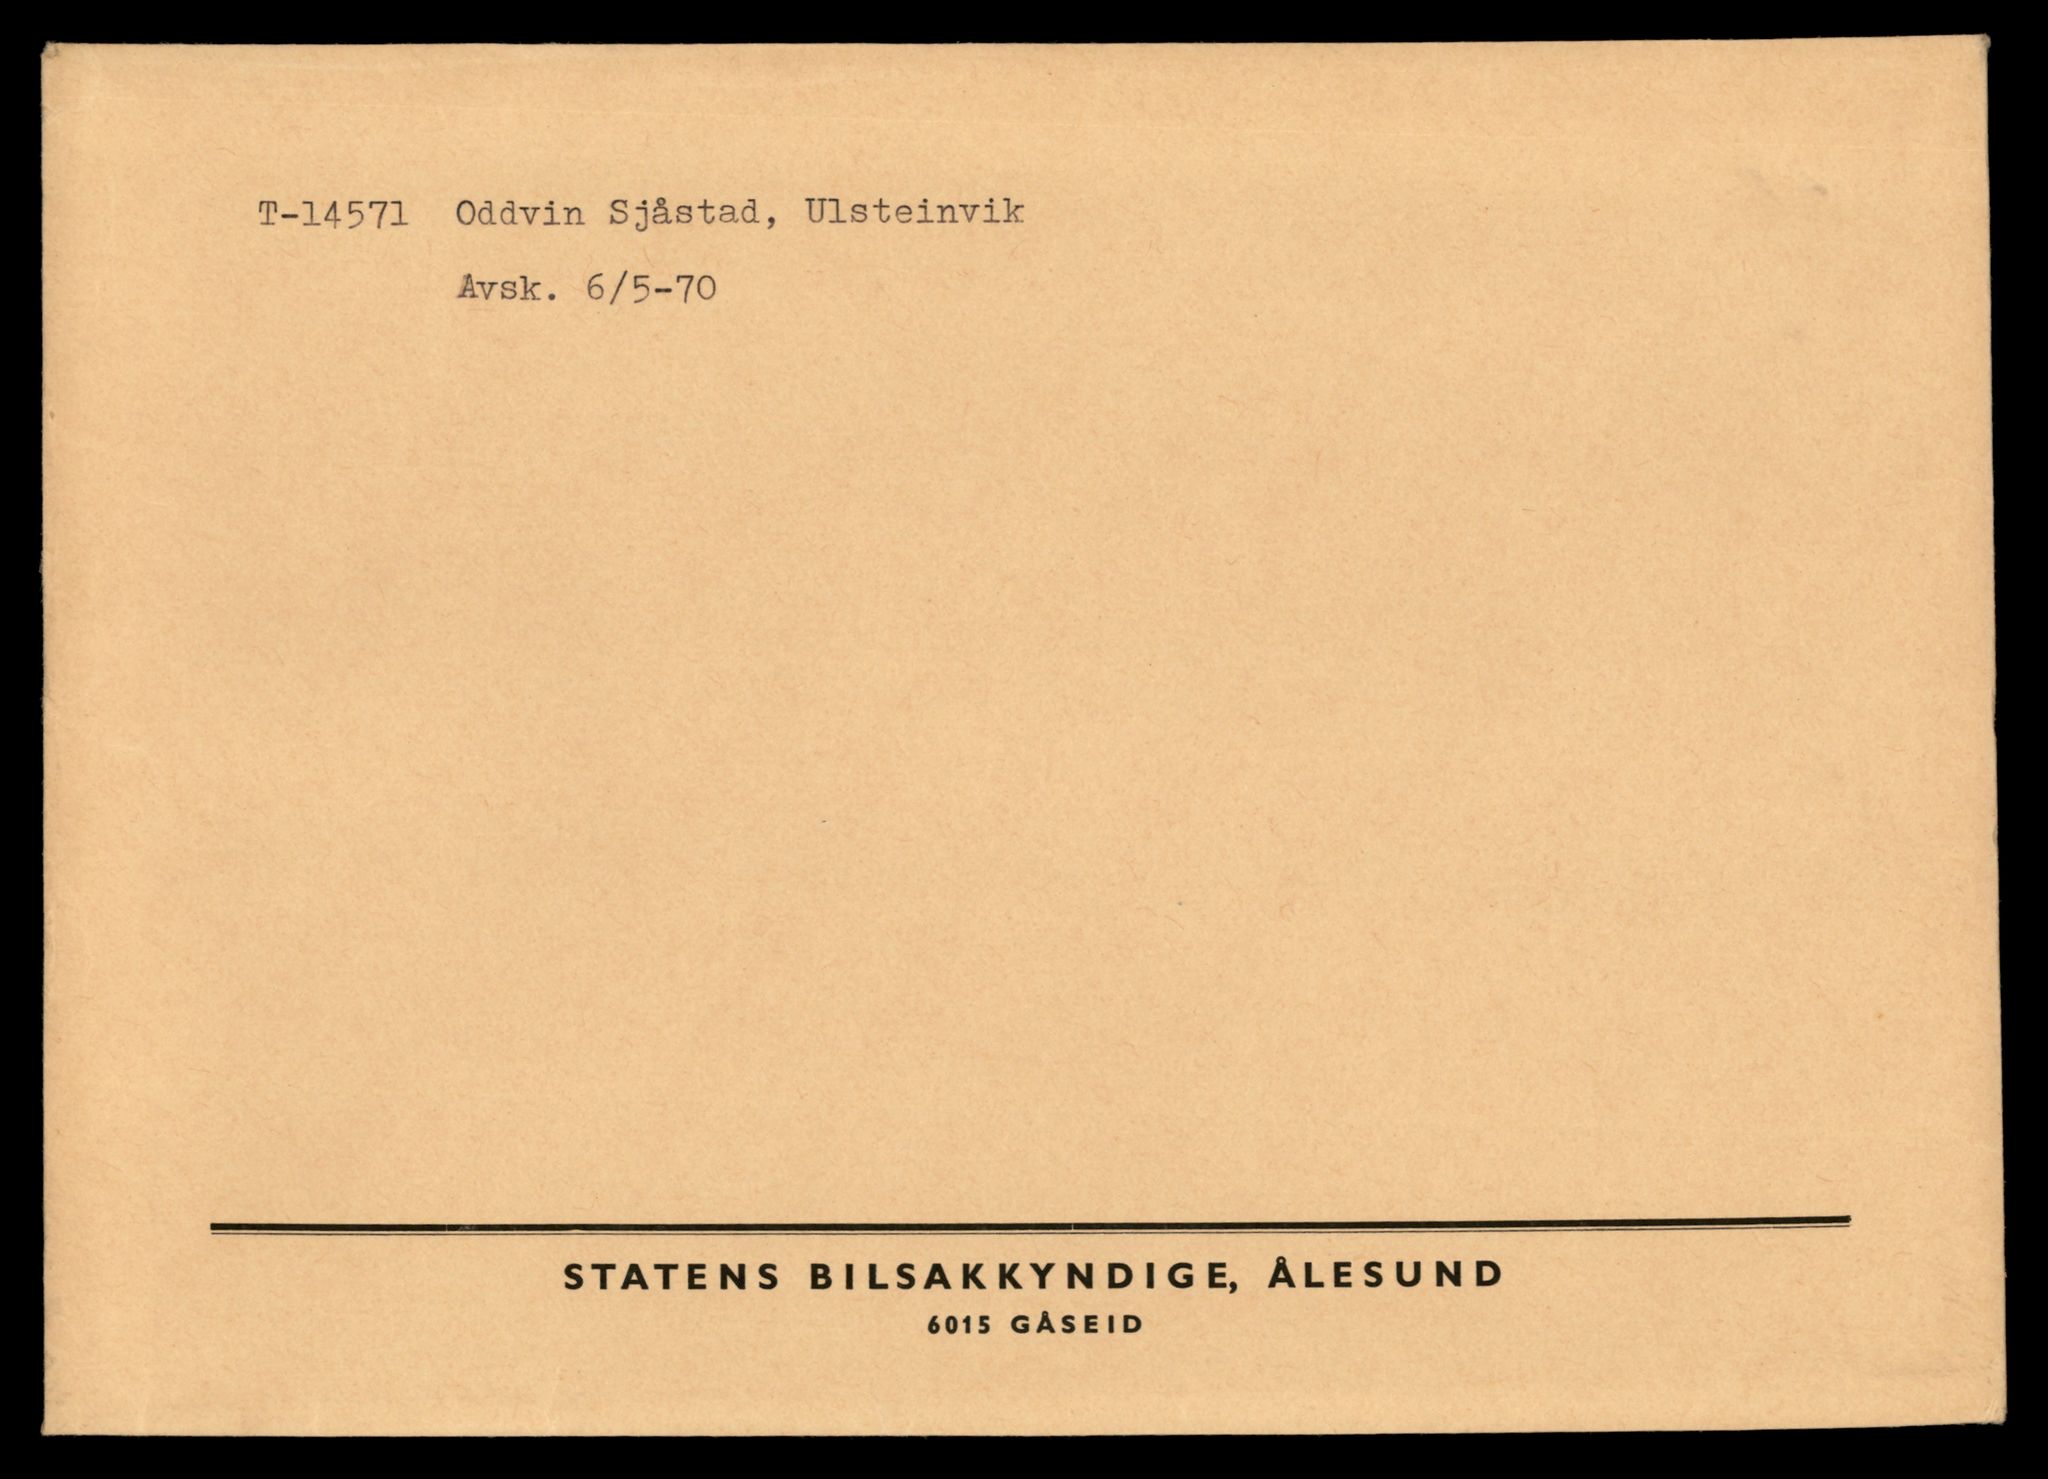 T-14571 Oddvin Sjåstad, Ulsteinvik
Avsk. 6/5-70
STATENS BILSAKKYNDIGE, ÅLESUND
6015 GÅSEID